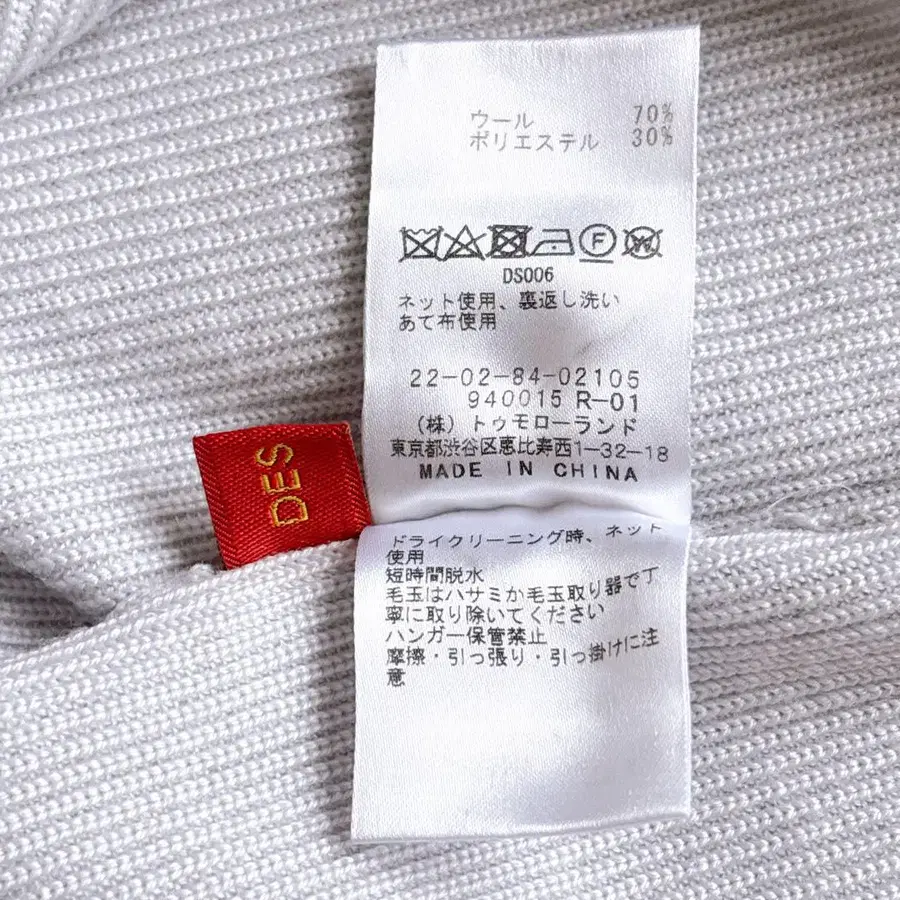 ウール 70%
ポリエステル 30%
F
W
DS006
ネット使用、裏返し洗い
あて布使用
22-02-84-02105
940015 R-01
(株) トゥモローランド
東京都渋谷区恵比寿西1-32-18
MADE IN CHINA
DES
ドライクリーニング時、ネット
使用
短時間脱水
毛玉はハサミか毛玉取り器で丁
寧に取り除いてください
ハンガー保管禁止
摩擦・引っ張り・引っ掛けに注
意